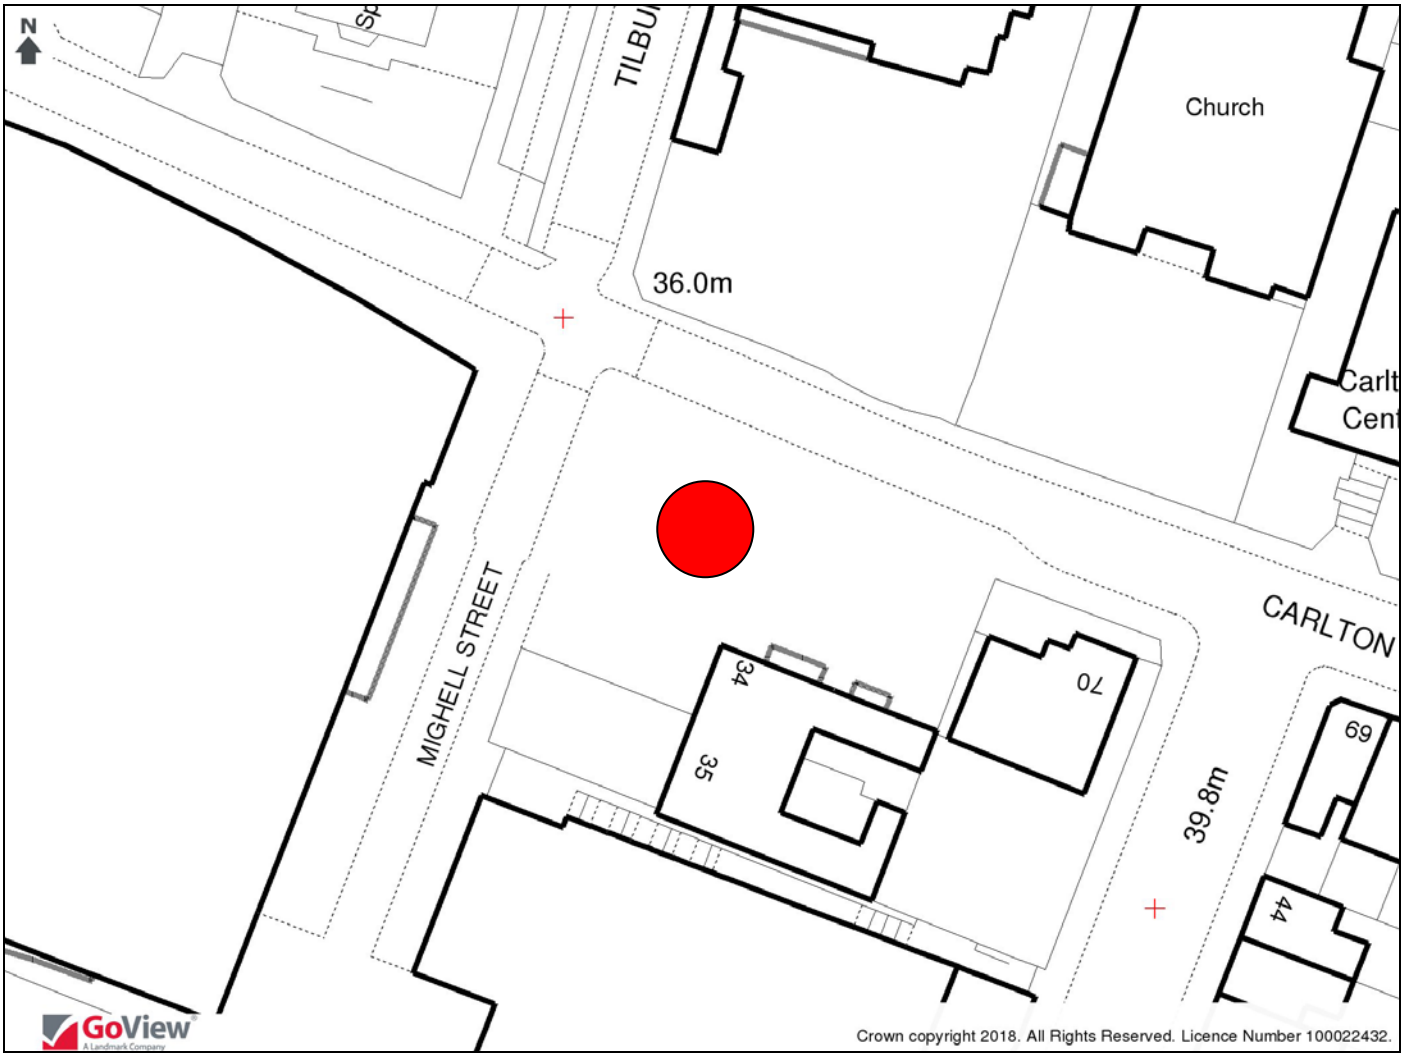 N
Sp
TILBU
Church
36.0m
Carlt
Cent
CARLTON
MIGHELL STREET
34
35
70
69
39.8m
44
GoView
A Landmark Company
Crown copyright 2018. All Rights Reserved. Licence Number 100022432.